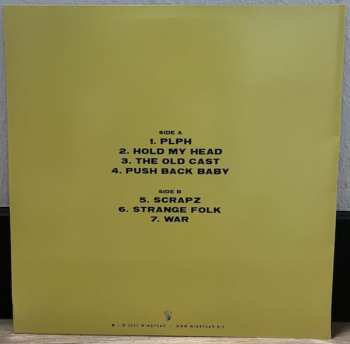 SIDE A
1. PLPH
2. HOLD MY HEAD
3. THE OLD CAST
4. PUSH BACK BABY
SIDE B
5. SCRAPZ
6. STRANGE FOLK
7. WAR